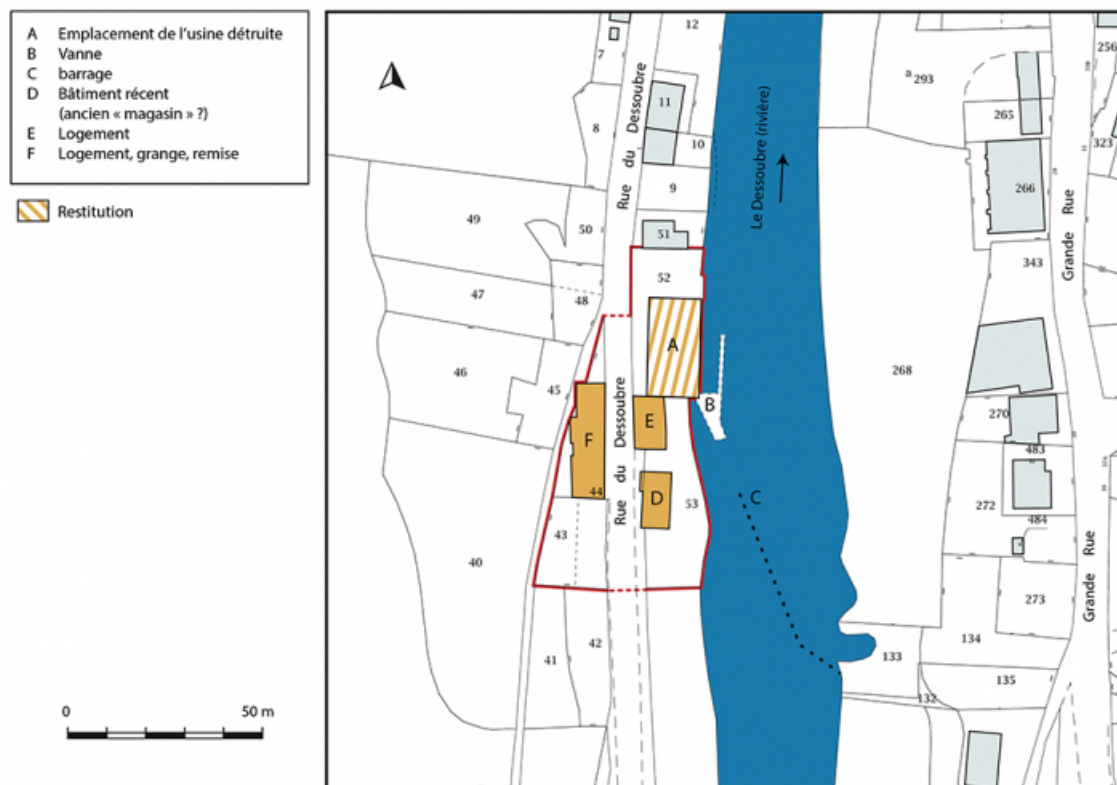 A Emplacement de l'usine détruite
B Vanne
C barrage
D Bâtiment récent
(ancien « magasin » ?)
E Logement
F Logement, grange, remise
Restitution
0 50 m
12
7
Rue du Dessoubre
11
8
10
9
49
50
51
52
47
48
46
45
A
B
E
F
Rue du Dessoubre
D
44
53
43
40
42
41
C
Le Dessoubre (rivière)
a 293
256
265
323
266
Grande Rue
343
268
270
483
272
484
Grande Rue
273
134
133
135
132